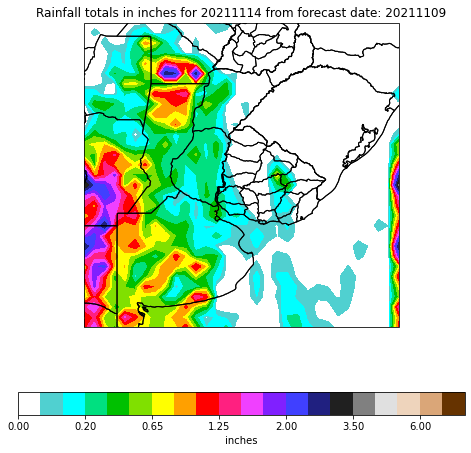 Rainfall totals in inches for 20211114 from forecast date: 20211109
0.00 0.20 0.65 1.25 2.00 3.50 6.00
inches